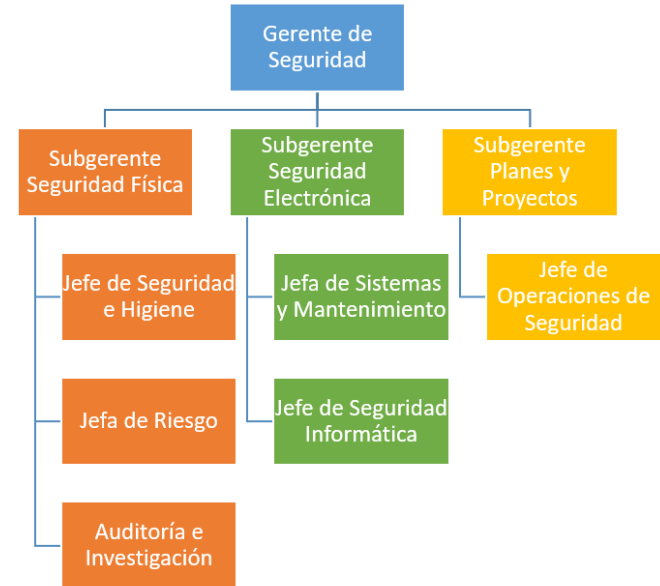 Gerente de
Seguridad
Subgerente
Seguridad Física
Subgerente
Seguridad
Electrónica
Subgerente
Planes y
Proyectos
Jefe de Seguridad
e Higiene
Jefa de Sistemas
y Mantenimiento
Jefe de
Operaciones de
Seguridad
Jefa de Riesgo
Jefe de Seguridad
Informática
Auditoría e
Investigación